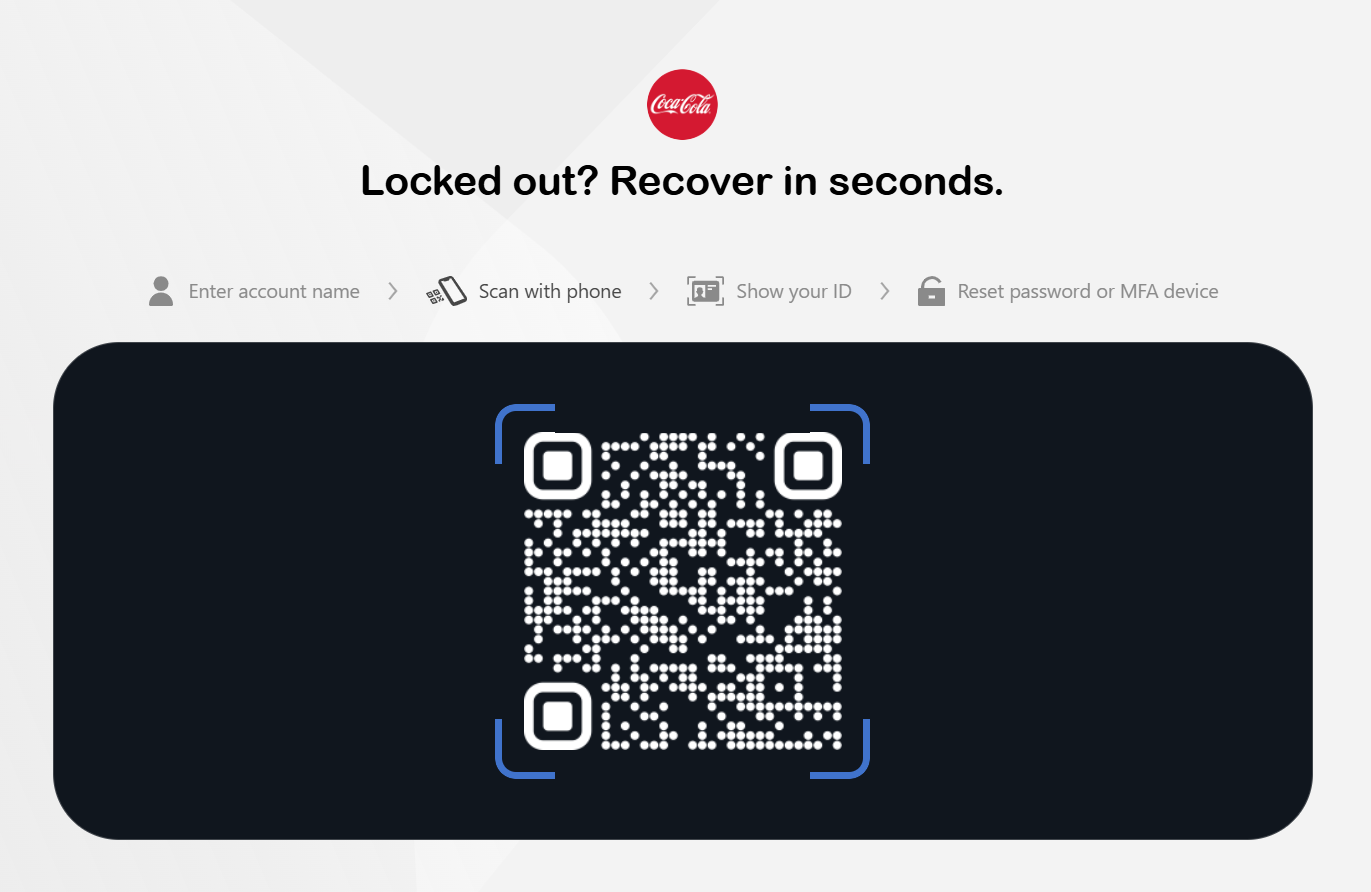 Coca-Cola
Locked out? Recover in seconds.
Enter account name
Scan with phone
Show your ID
Reset password or MFA device